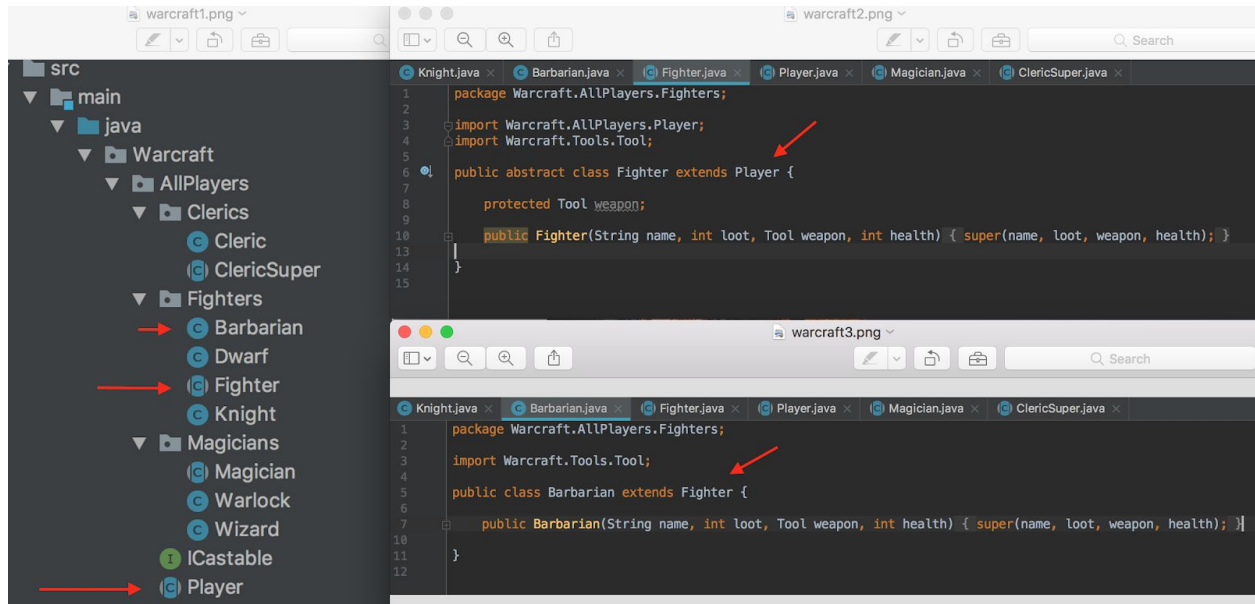 warcraft1.png
src
main
java
Warcraft
AllPlayers
Clerics
Cleric
ClericSuper
Fighters
Barbarian
Dwarf
Fighter
Knight
Magicians
Magician
Warlock
Wizard
ICastable
Player
warcraft2.png
Search
Knight.java Barbarian.java Fighter.java Player.java Magician.java ClericSuper.java
1 package Warcraft.AllPlayers.Fighters;
2
3 import Warcraft.AllPlayers.Player;
4 import Warcraft.Tools.Tool;
5
6 public abstract class Fighter extends Player {
7
8 protected Tool weapon;
9
10 public Fighter(String name, int loot, Tool weapon, int health) { super(name, loot, weapon, health); }
13
14 }
15
warcraft3.png
Search
Knight.java Barbarian.java Fighter.java Player.java Magician.java ClericSuper.java
1 package Warcraft.AllPlayers.Fighters;
2
3 import Warcraft.Tools.Tool;
4
5 public class Barbarian extends Fighter {
6
7 public Barbarian(String name, int loot, Tool weapon, int health) { super(name, loot, weapon, health); }
10
11 }
12